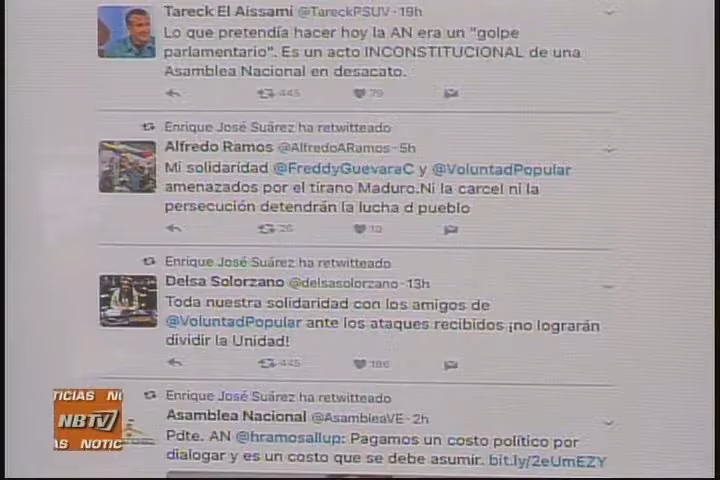 Tareck El Aissami @TareckPSUV · 19h
Lo que pretendía hacer hoy la AN era un "golpe
parlamentario". Es un acto INCONSTITUCIONAL de una
Asamblea Nacional en desacato.
445 79
Enrique José Suárez ha retwitteado
Alfredo Ramos @AlfredoARamos · 5h
Mi solidaridad @FreddyGuevaraC y @VoluntadPopular
amenazados por el tirano Maduro.Ni la carcel ni la
persecución detendrán la lucha d pueblo
26 19
Enrique José Suárez ha retwitteado
Delsa Solorzano @delsasolorzano · 13h
Toda nuestra solidaridad con los amigos de
@VoluntadPopular ante los ataques recibidos ¡no lograrán
dividir la Unidad!
445 186
Enrique José Suárez ha retwitteado
Asamblea Nacional @AsambleaVE · 2h
Pdte. AN @hramosallup: Pagamos un costo político por
dialogar y es un costo que se debe asumir. bit.ly/2eUmEZY
TICIAS NO
NBTV
AS NOTIC